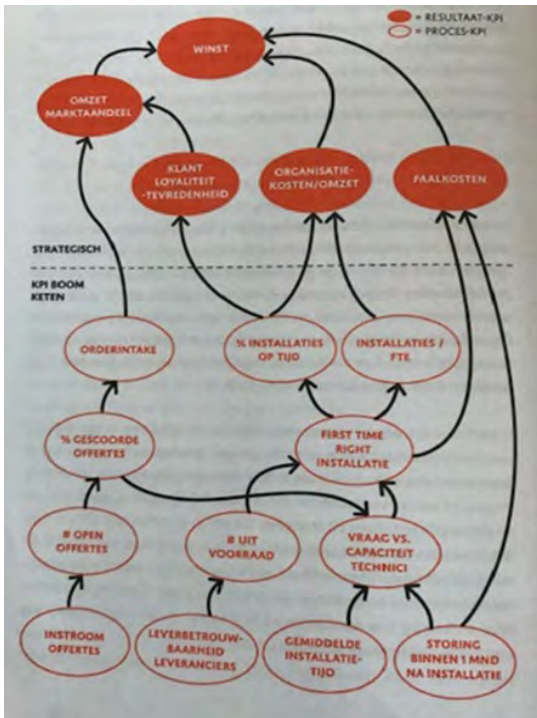 = RESULTAAT-KPI
= PROCES-KPI
WINST
OMZET
MARKTAANDEEL
KLANT
LOYALITEIT
-TEVREDENHEID
ORGANISATIE-
KOSTEN/OMZET
FAALKOSTEN
STRATEGISCH
KPI BOOM
KETEN
ORDERINTAKE
% INSTALLATIES
OP TIJD
INSTALLATIES /
FTE
% GESCOORDE
OFFERTES
FIRST TIME
RIGHT
INSTALLATIE
# OPEN
OFFERTES
# UIT
VOORRAAD
VRAAG VS.
CAPACITEIT
TECHNICI
INSTROOM
OFFERTES
LEVERBETROUW-
BAARHEID
LEVERANCIERS
GEMIDDELDE
INSTALLATIE-
TIJD
STORING
BINNEN 1 MND
NA INSTALLATIE